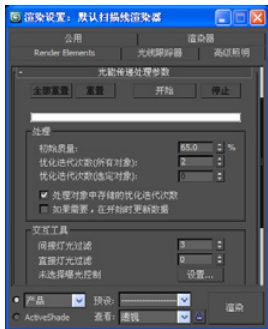 渲染设置: 默认扫描线渲染器
公用 渲染器
Render Elements 光线跟踪器 高级照明
- 光能传递处理参数
全部重置 重置 开始 停止
处理
初始质量: 65.0 %
优化迭代次数(所有对象): 2
优化迭代次数(选定对象): 0
处理对象中存储的优化迭代次数
如果需要，在开始时更新数据
交互工具
间接灯光过滤 3
直接灯光过滤 0
未选择曝光控制 设置...
产品 预设: --------------------
ActiveShade 查看: 透视 渲染